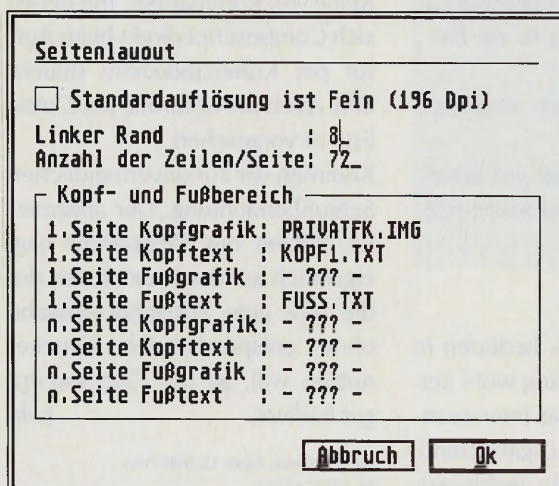 Seitenlayout
Standardauflösung ist Fein (196 Dpi)
Linker Rand : 8_
Anzahl der Zeilen/Seite: 72_
Kopf- und Fußbereich
1.Seite Kopfgrafik: PRIVATFK.IMG
1.Seite Kopftext : KOPF1.TXT
1.Seite Fußgrafik : - ??? -
1.Seite Fußtext : FUSS.TXT
n.Seite Kopfgrafik: - ??? -
n.Seite Kopftext : - ??? -
n.Seite Fußgrafik : - ??? -
n.Seite Fußtext : - ??? -
Abbruch Ok